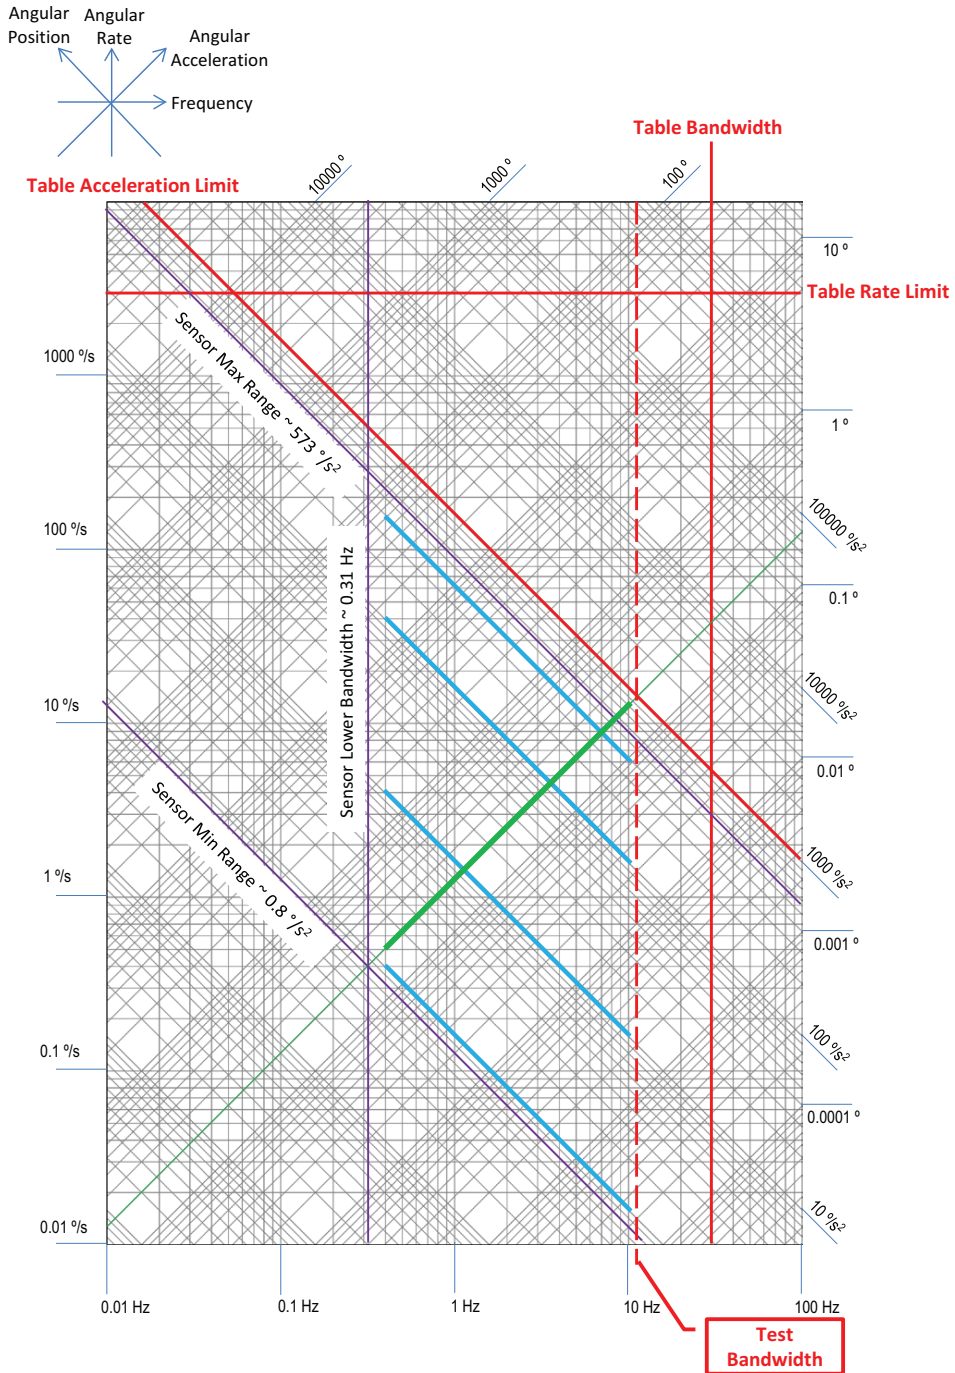 Angular
Position
Angular
Rate
Angular
Acceleration
Frequency
Table Bandwidth
Table Acceleration Limit
10000 º
1000 º
100 º
10 º
Table Rate Limit
1000 º/s
Sensor Max Range ~ 573 °/s²
1 º
100000 º/s²
100 º/s
Sensor Lower Bandwidth ~ 0.31 Hz
0.1 º
10000 º/s²
10 º/s
0.01 º
Sensor Min Range ~ 0.8 °/s²
1000 º/s²
1 º/s
0.001 º
100 º/s²
0.1 º/s
0.0001 º
10 º/s²
0.01 º/s
0.01 Hz
0.1 Hz
1 Hz
10 Hz
100 Hz
Test
Bandwidth